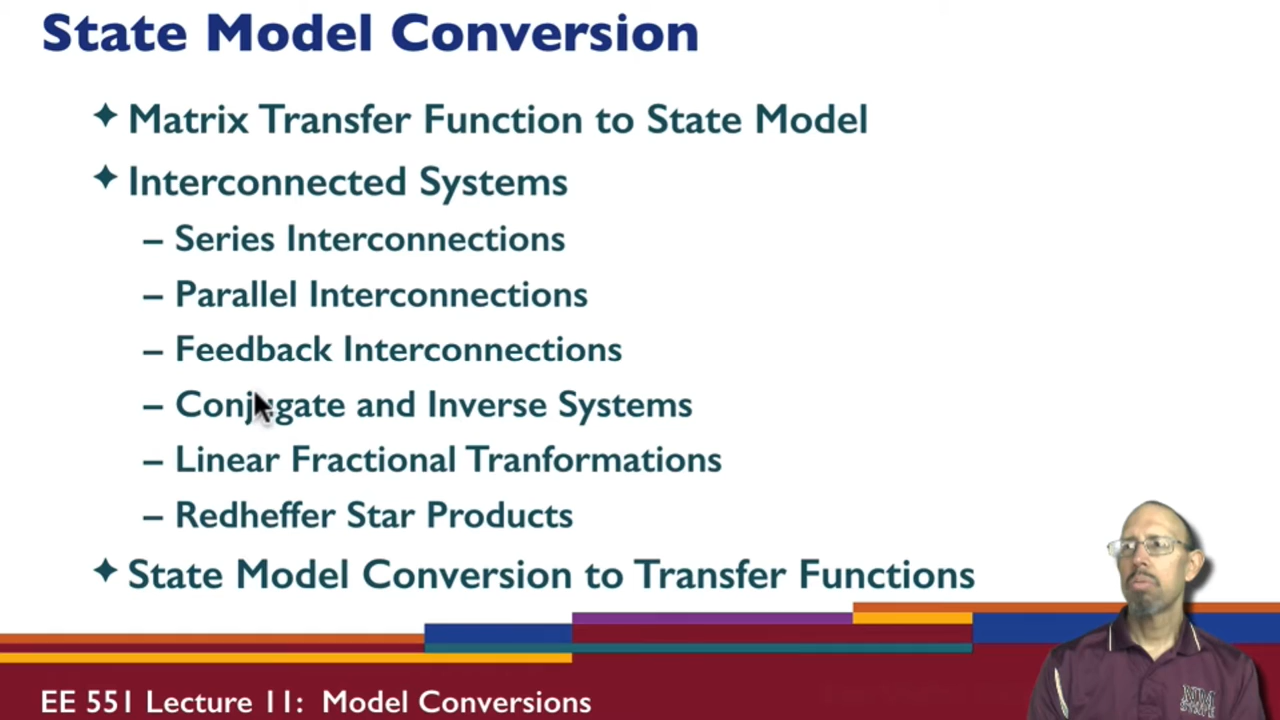 State Model Conversion
Matrix Transfer Function to State Model
Interconnected Systems
– Series Interconnections
– Parallel Interconnections
– Feedback Interconnections
– Conjugate and Inverse Systems
– Linear Fractional Tranformations
– Redheffer Star Products
State Model Conversion to Transfer Functions
EE 551 Lecture 11: Model Conversions